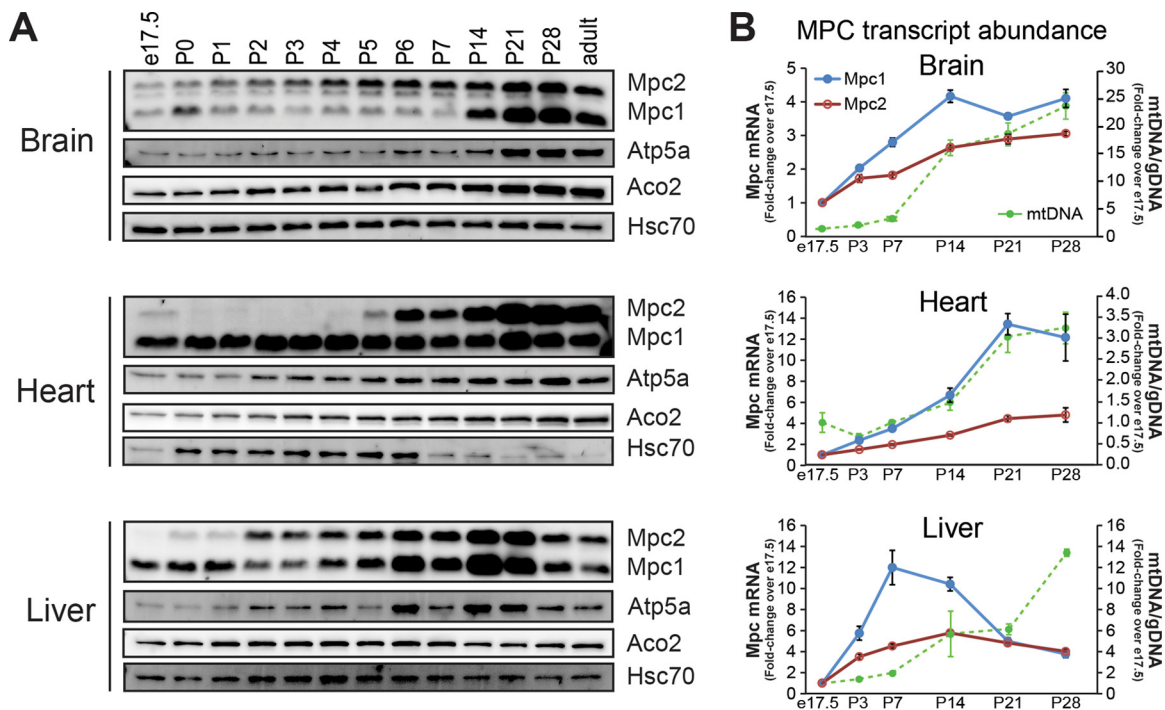 A
e17.5 P0 P1 P2 P3 P4 P5 P6 P7 P14 P21 P28 adult
Brain
Mpc2
Mpc1
Atp5a
Aco2
Hsc70
Heart
Mpc2
Mpc1
Atp5a
Aco2
Hsc70
Liver
Mpc2
Mpc1
Atp5a
Aco2
Hsc70
B
MPC transcript abundance
Brain
Mpc1
Mpc2
mtDNA
Mpc mRNA
(Fold-change over e17.5)
5
4
3
2
1
0
mtDNA/gDNA
(Fold-change over e17.5)
30
25
20
15
10
5
0
e17.5 P3 P7 P14 P21 P28
Heart
Mpc mRNA
(Fold-change over e17.5)
16
14
12
10
8
6
4
2
0
mtDNA/gDNA
(Fold-change over e17.5)
4.0
3.5
3.0
2.5
2.0
1.5
1.0
0.5
0.0
e17.5 P3 P7 P14 P21 P28
Liver
Mpc mRNA
(Fold-change over e17.5)
16
14
12
10
8
6
4
2
0
mtDNA/gDNA
(Fold-change over e17.5)
16
14
12
10
8
6
4
2
0
e17.5 P3 P7 P14 P21 P28